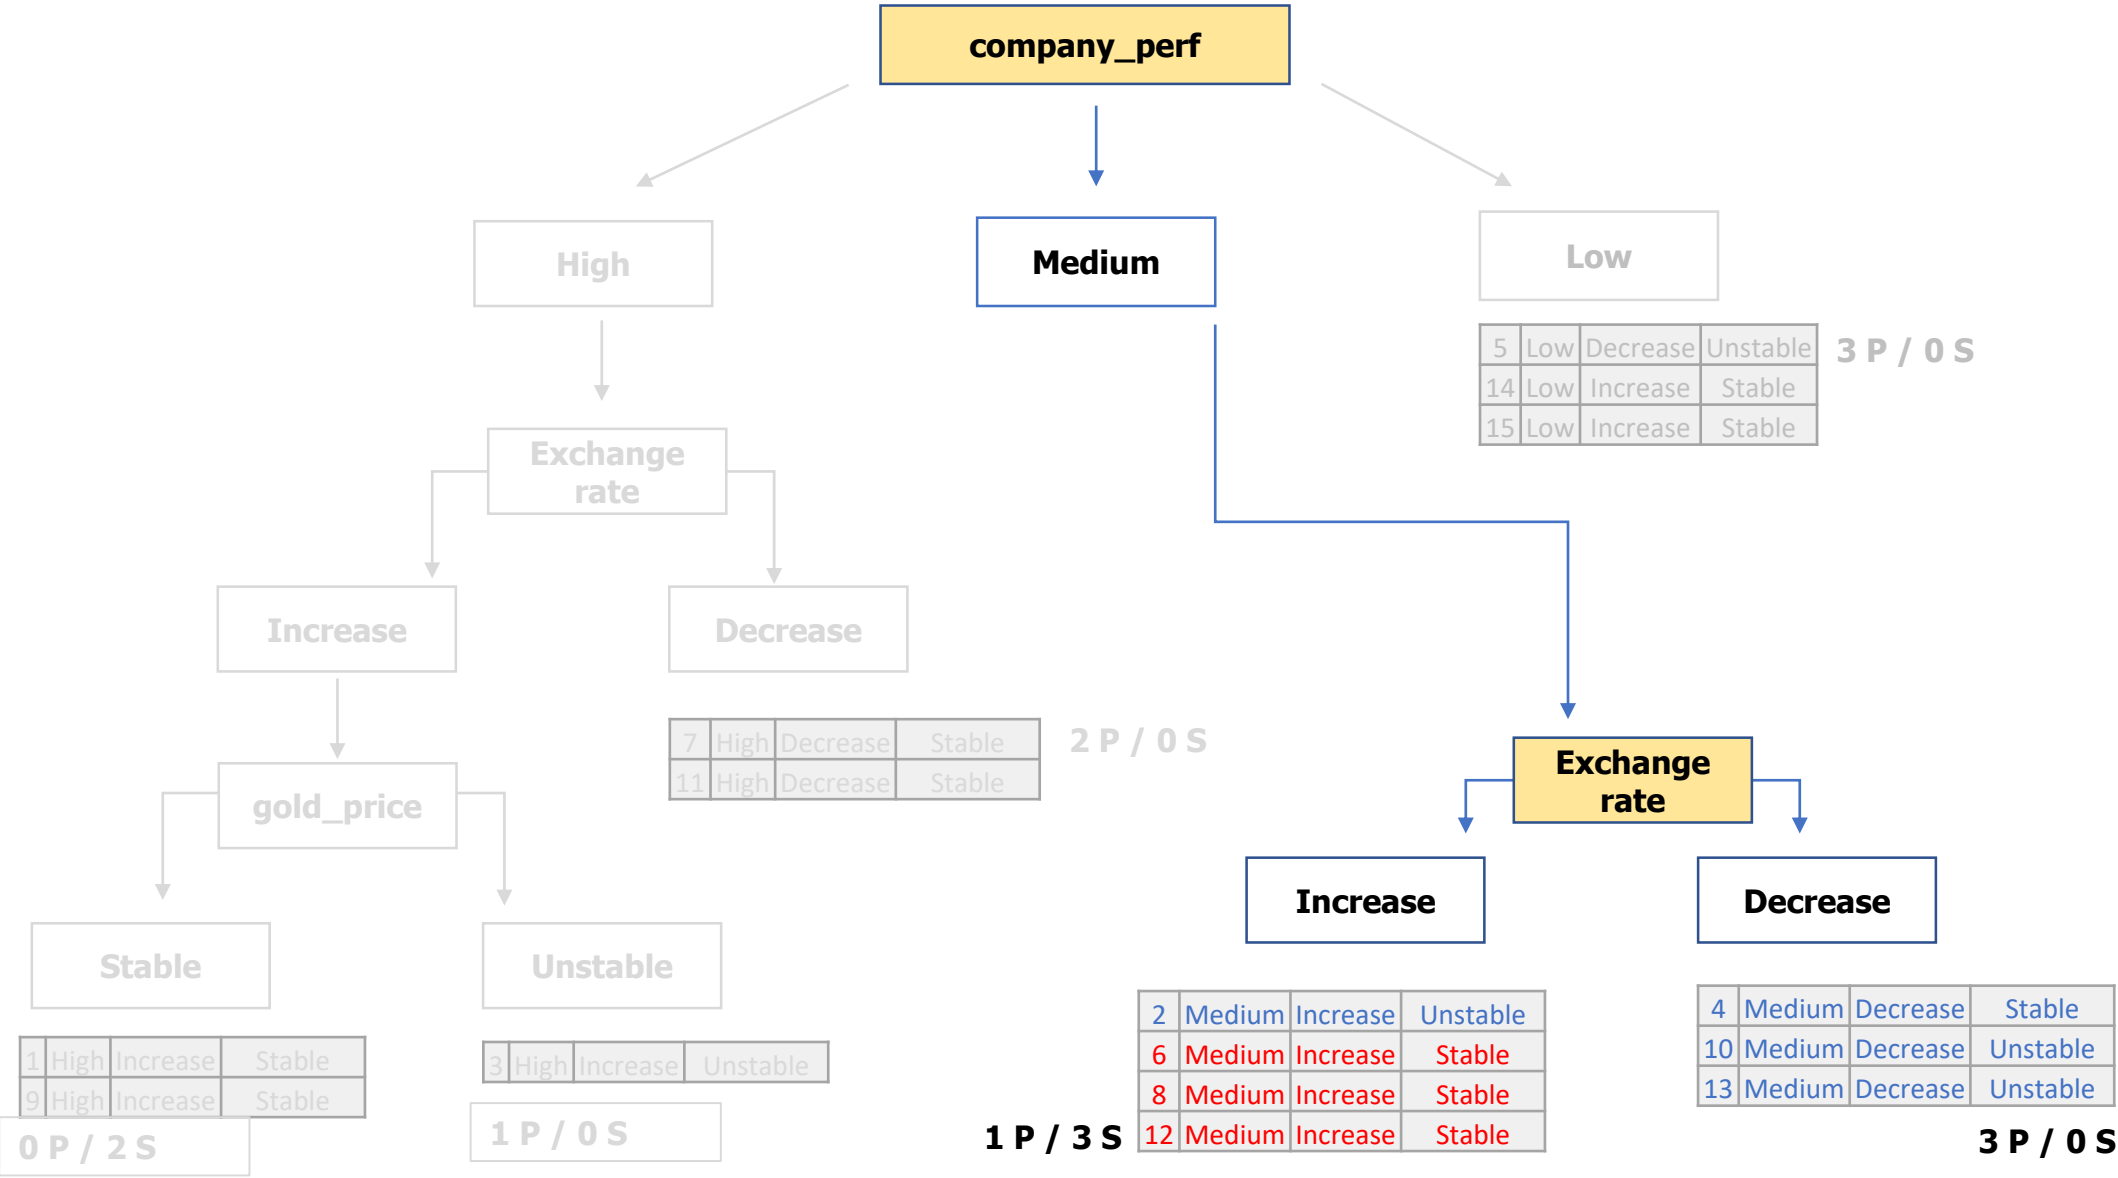 company_perf
High
Medium
Low
5 Low Decrease Unstable
14 Low Increase Stable
15 Low Increase Stable
3 P / 0 S
Exchange
rate
Increase
Decrease
7 High Decrease Stable
11 High Decrease Stable
2 P / 0 S
gold_price
Stable
Unstable
1 High Increase Stable
9 High Increase Stable
0 P / 2 S
3 High Increase Unstable
1 P / 0 S
Exchange
rate
Increase
Decrease
2 Medium Increase Unstable
6 Medium Increase Stable
8 Medium Increase Stable
12 Medium Increase Stable
1 P / 3 S
4 Medium Decrease Stable
10 Medium Decrease Unstable
13 Medium Decrease Unstable
3 P / 0 S